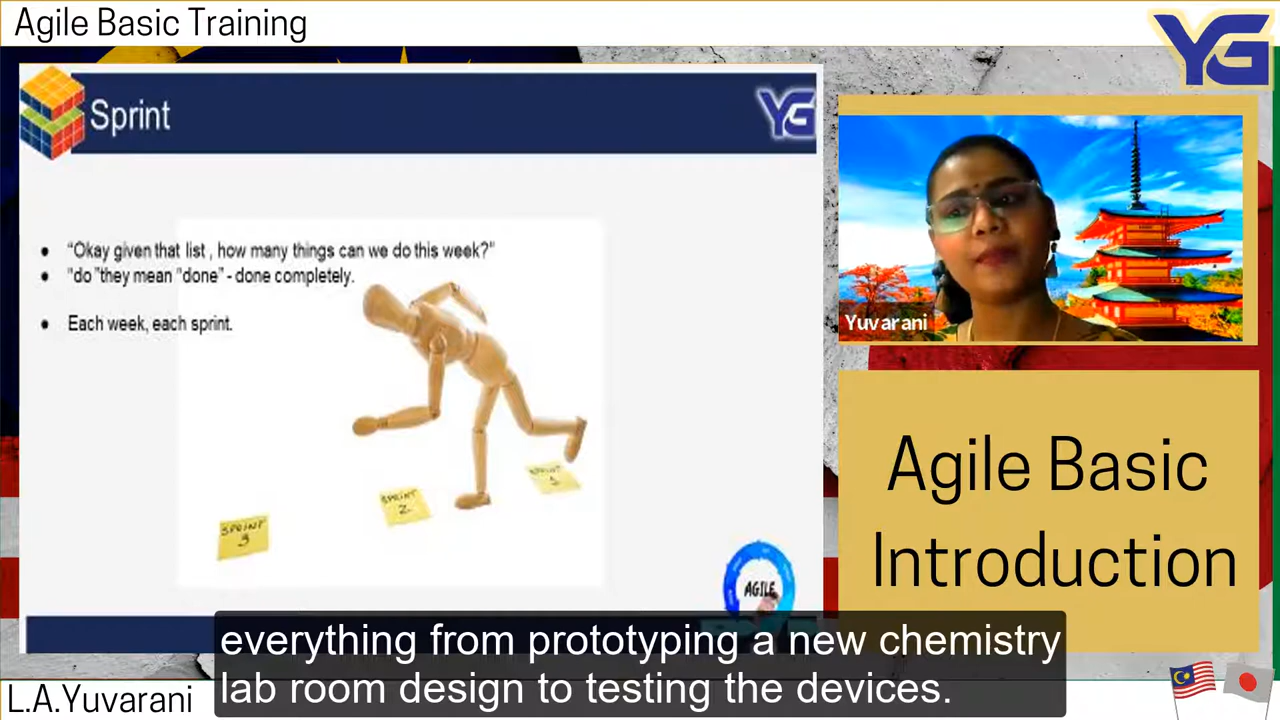 Agile Basic Training
YG
Sprint
YG
“Okay given that list , how many things can we do this week?”
“do ”they mean “done” - done completely.
Each week, each sprint.
SPRINT 1
SPRINT 2
SPRINT 3
AGILE
Yuvarani
Agile Basic
Introduction
everything from prototyping a new chemistry
lab room design to testing the devices.
L.A.Yuvarani